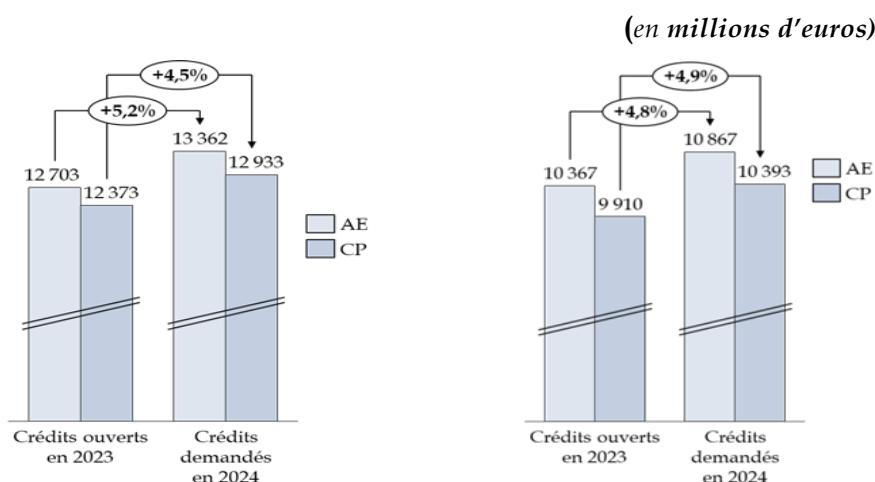 (en millions d'euros)
+4,5%
+5,2%
13 362
12 703
12 933
12 373
AE
CP
Crédits ouverts
en 2023
Crédits
demandés
en 2024
+4,9%
+4,8%
10 867
10 367
10 393
9 910
AE
CP
Crédits ouverts
en 2023
Crédits
demandés
en 2024